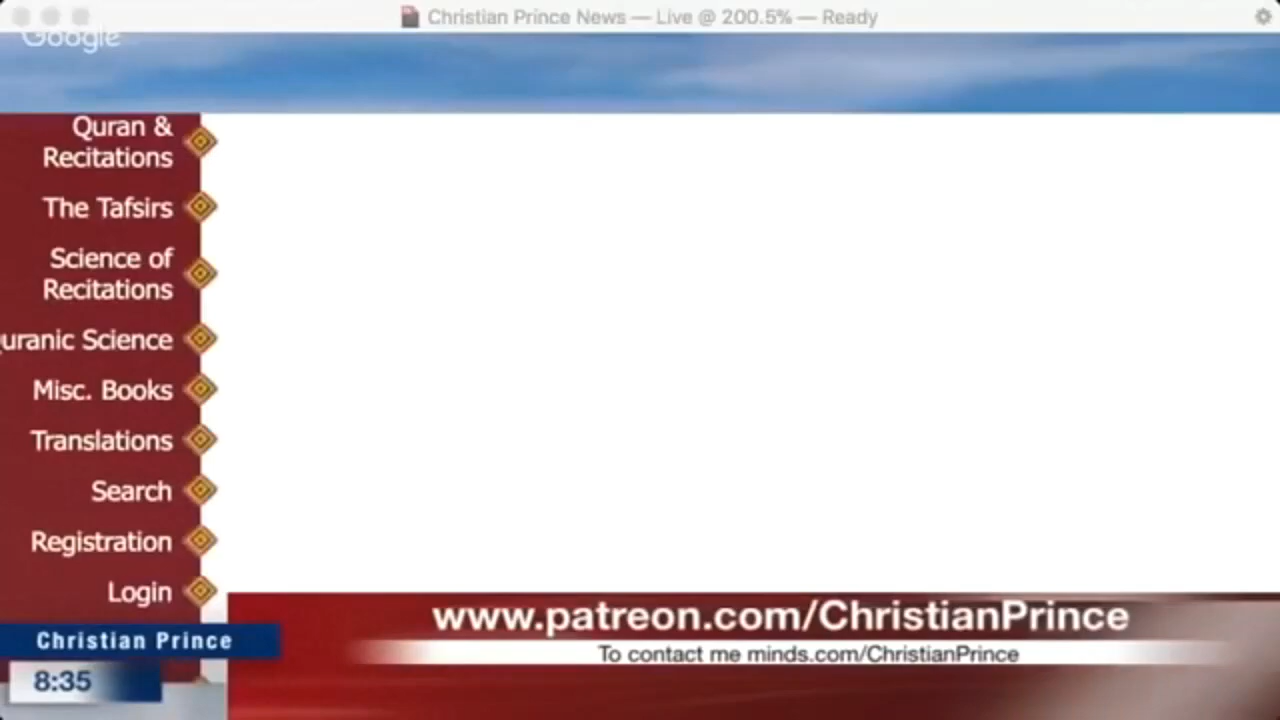 Christian Prince News — Live @ 200.5% — Ready
Google
Quran &
Recitations
The Tafsirs
Science of
Recitations
uranic Science
Misc. Books
Translations
Search
Registration
Login
www.patreon.com/ChristianPrince
To contact me minds.com/ChristianPrince
Christian Prince
8:35